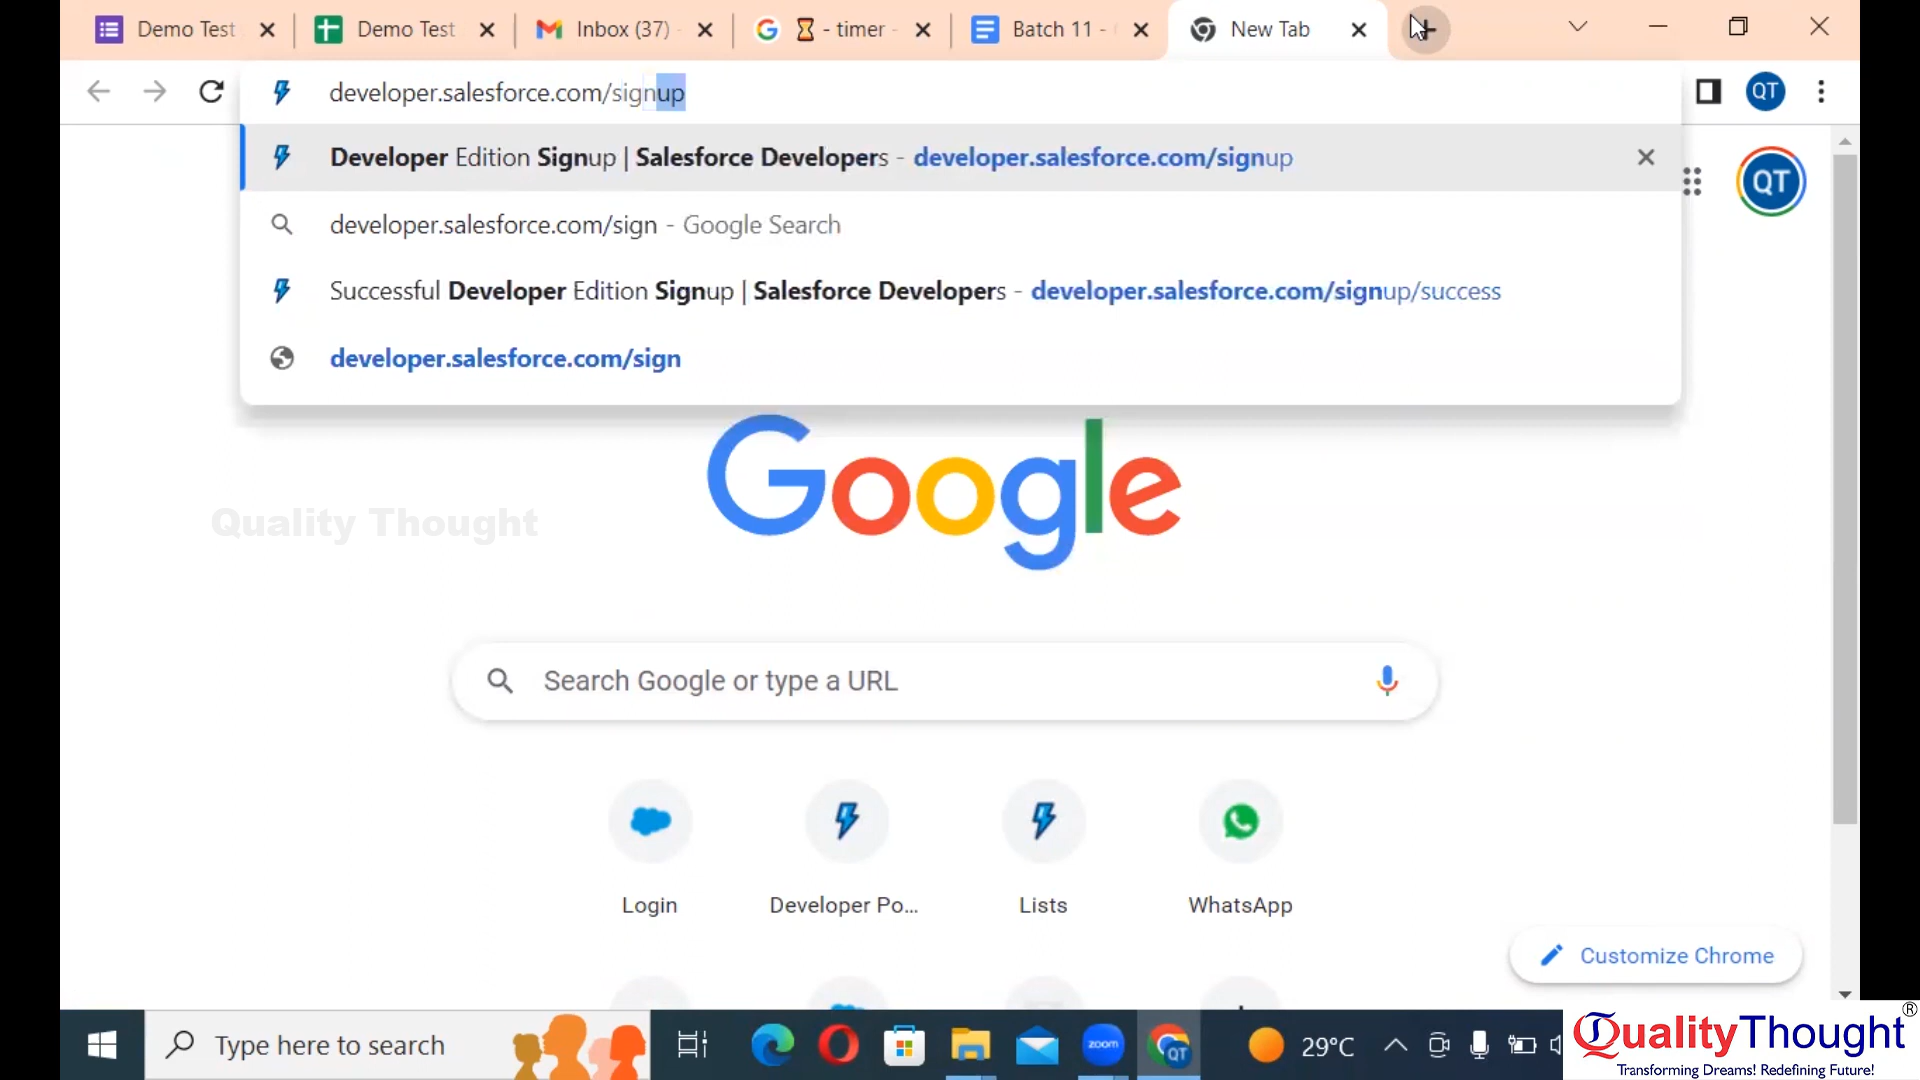 Demo Test
Demo Test
Inbox (37) -
- timer -
Batch 11 -
New Tab
developer.salesforce.com/signup
QT
Developer Edition Signup | Salesforce Developers - developer.salesforce.com/signup
QT
developer.salesforce.com/sign - Google Search
Successful Developer Edition Signup | Salesforce Developers - developer.salesforce.com/signup/success
developer.salesforce.com/sign
Google
Quality Thought
Search Google or type a URL
Login
Developer Po...
Lists
WhatsApp
Customize Chrome
Type here to search
zoom
QT
29°C
QualityThought®
Transforming Dreams! Redefining Future!